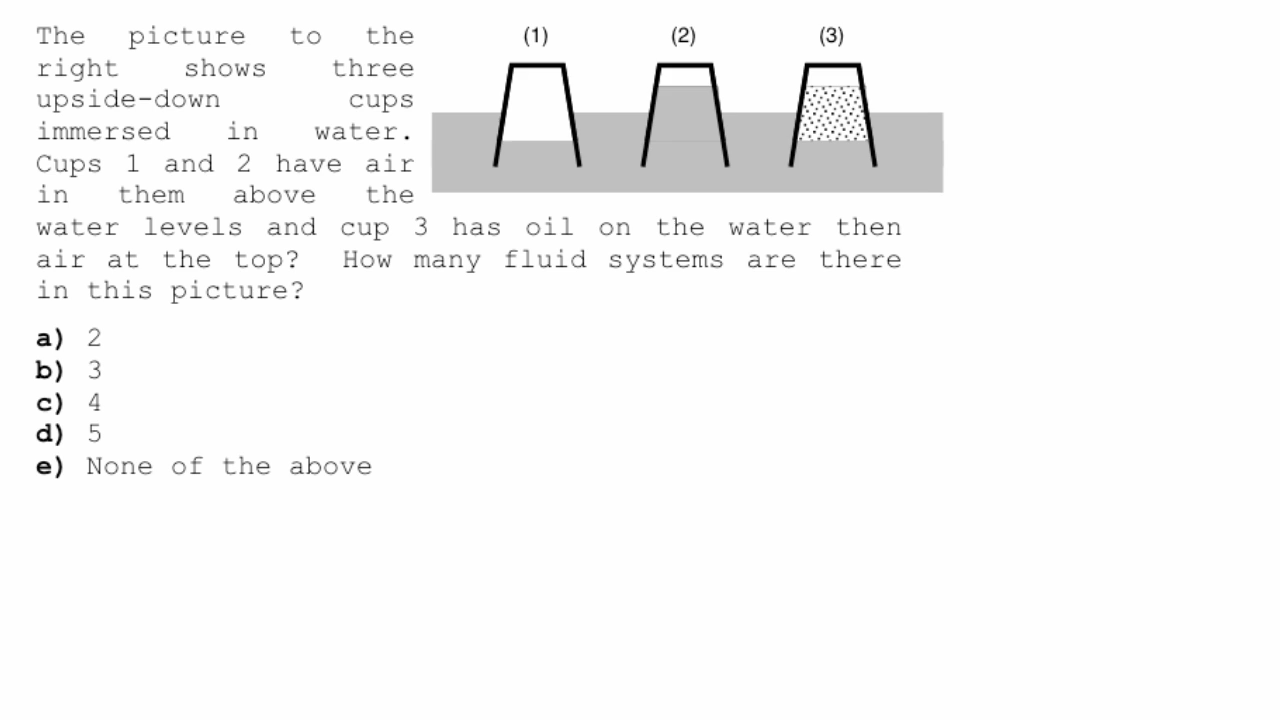 The picture to the
right shows three
upside-down cups
immersed in water.
Cups 1 and 2 have air
in them above the
water levels and cup 3 has oil on the water then
air at the top? How many fluid systems are there
in this picture?
(1) (2) (3)
a) 2
b) 3
c) 4
d) 5
e) None of the above